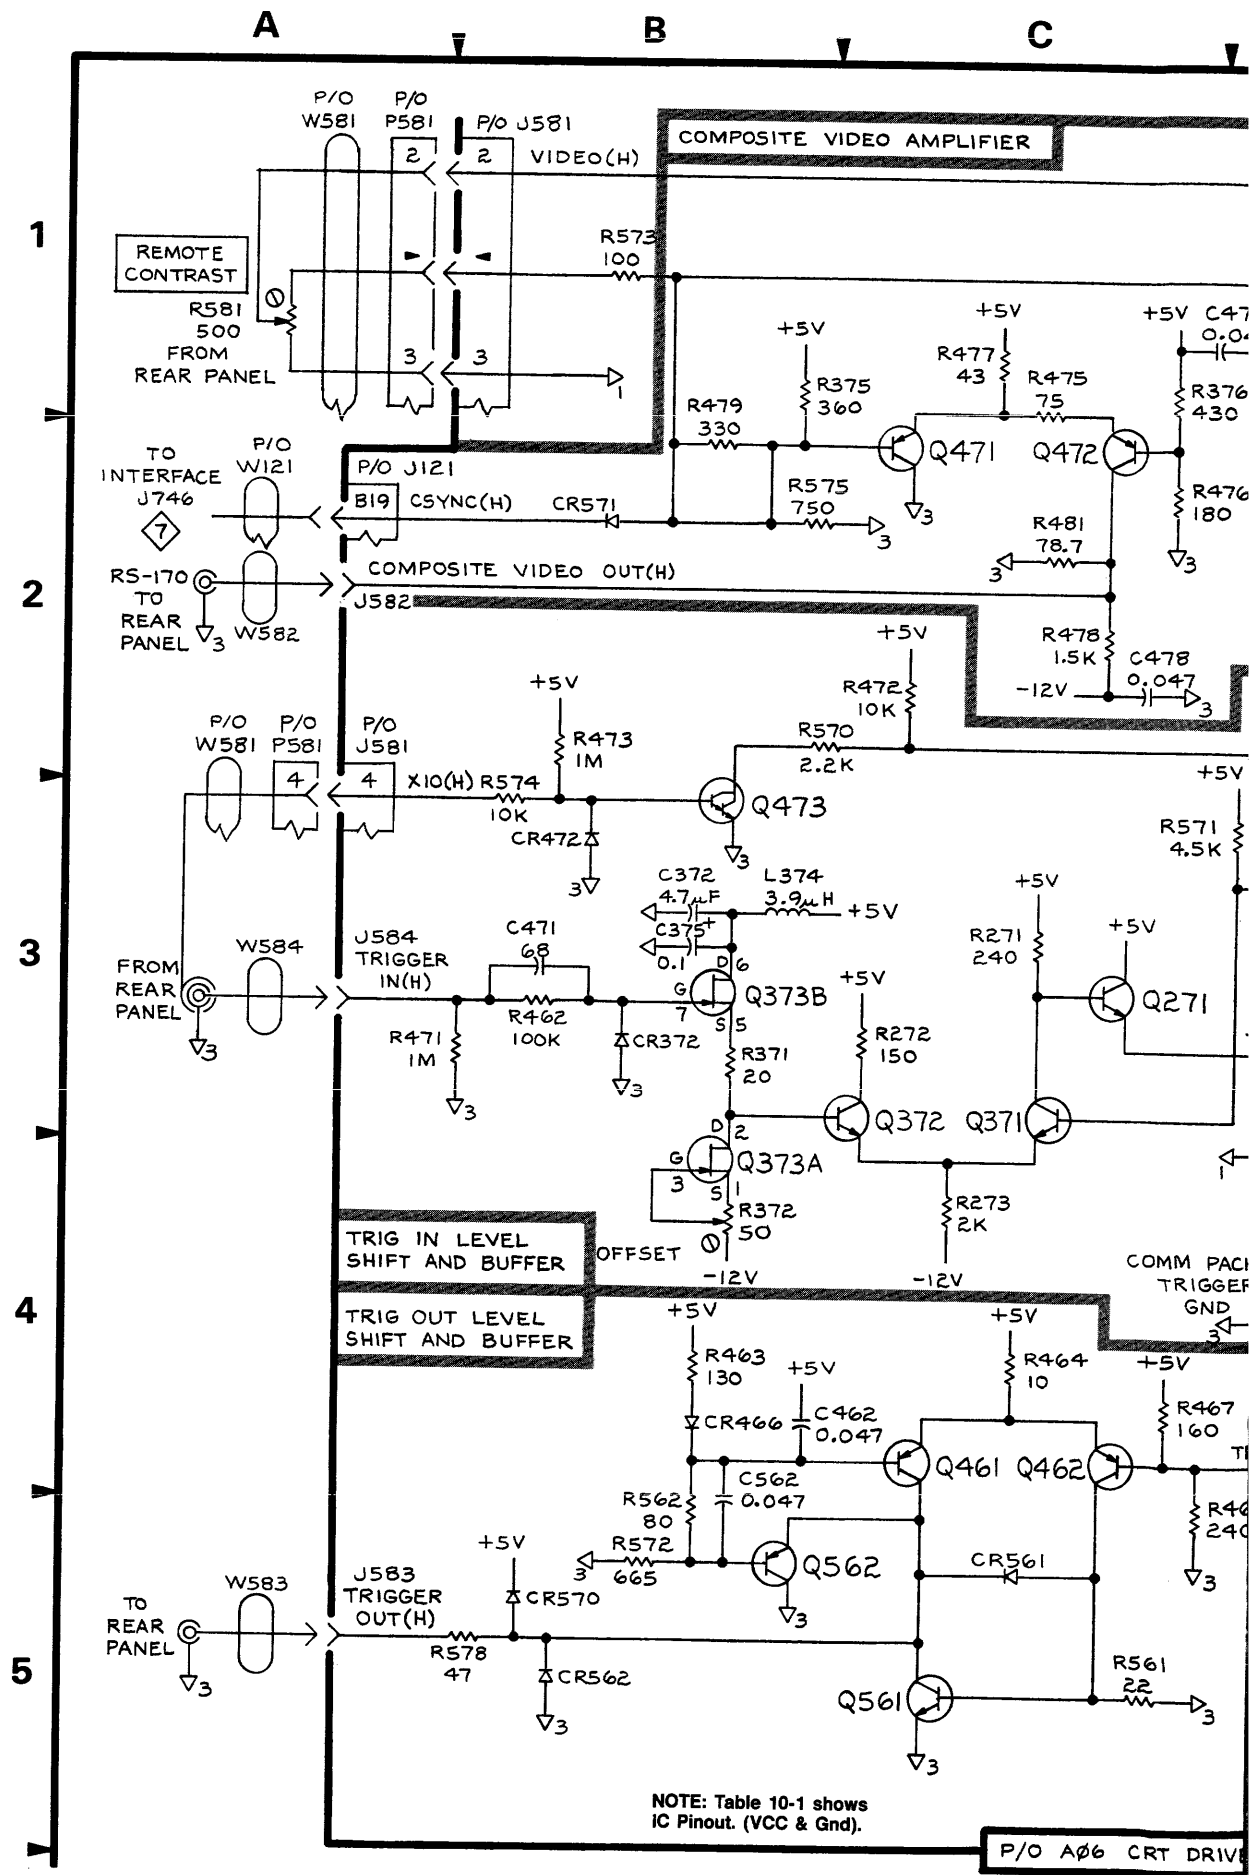 A
B
C
1
2
3
4
5
P/O
W581
P/O
P581
P/O J581
2
2
VIDEO(H)
COMPOSITE VIDEO AMPLIFIER
REMOTE
CONTRAST
R581
500
FROM
REAR PANEL
3
3
1
R573
100
+5V
R375
360
R479
330
R575
750
3
+5V
R477
43
R475
75
Q471
3
Q472
+5V
R376
430
R476
180
3
R481
78.7
3
TO
INTERFACE
J746
7
P/O
W121
P/O J121
B19
CSYNC(H)
CR571
RS-170
TO
REAR
PANEL
3
W582
J582
COMPOSITE VIDEO OUT(H)
R478
1.5K
C478
0.047
-12V
3
+5V
R472
10K
R570
2.2K
+5V
R473
1M
P/O
W581
P/O
P581
P/O
J581
4
4
X10(H)
R574
10K
CR472
3
Q473
3
+5V
R571
4.5K
C372
4.7µF
+
L374
3.9µH
+5V
C375
0.1
FROM
REAR
PANEL
3
W584
J584
TRIGGER
IN(H)
C471
68
R462
100K
R471
1M
3
CR372
3
D
6
G
7
S
5
Q373B
R371
20
+5V
R272
150
Q372
+5V
R271
240
Q371
+5V
Q271
D
2
G
3
S
1
Q373A
R372
50
OFFSET
-12V
R273
2K
-12V
1
TRIG IN LEVEL
SHIFT AND BUFFER
TRIG OUT LEVEL
SHIFT AND BUFFER
TRIGGER
GND
3
+5V
R463
130
CR466
+5V
C462
0.047
+5V
R464
10
+5V
R467
160
Q461
Q462
C562
0.047
R562
80
R572
665
3
Q562
3
CR561
3
TO
REAR
PANEL
3
W583
J583
TRIGGER
OUT(H)
+5V
CR570
R578
47
CR562
3
Q561
3
R561
22
3
NOTE: Table 10-1 shows
IC Pinout. (VCC & Gnd).
P/O A06 CRT